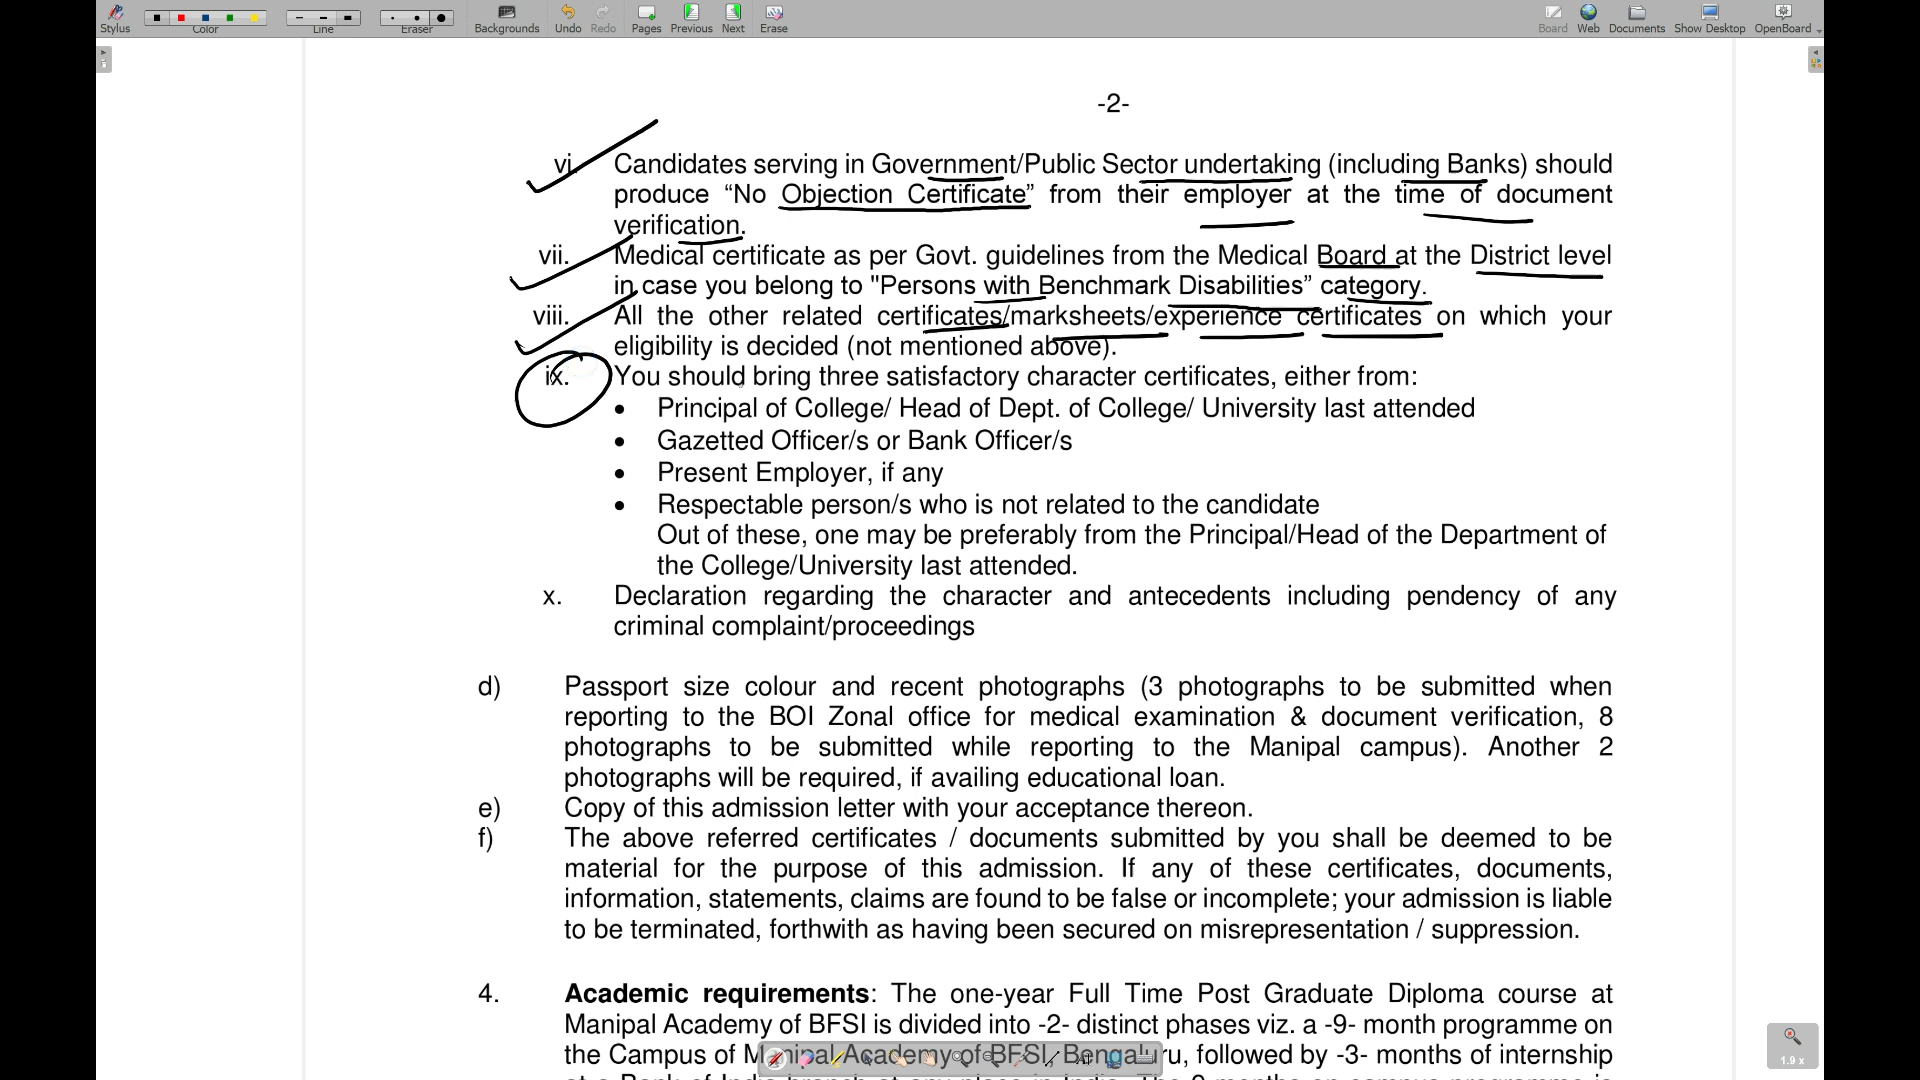 Stylus
Color
Line
Eraser
Backgrounds
Undo
Redo
Pages
Previous
Next
Erase
Board
Web
Documents
Show Desktop
OpenBoard
-2-
vi. Candidates serving in Government/Public Sector undertaking (including Banks) should
produce “No Objection Certificate” from their employer at the time of document
verification.
vii. Medical certificate as per Govt. guidelines from the Medical Board at the District level
in case you belong to "Persons with Benchmark Disabilities” category.
viii. All the other related certificates/marksheets/experience certificates on which your
eligibility is decided (not mentioned above).
ix. You should bring three satisfactory character certificates, either from:
• Principal of College/ Head of Dept. of College/ University last attended
• Gazetted Officer/s or Bank Officer/s
• Present Employer, if any
• Respectable person/s who is not related to the candidate
Out of these, one may be preferably from the Principal/Head of the Department of
the College/University last attended.
x. Declaration regarding the character and antecedents including pendency of any
criminal complaint/proceedings
d) Passport size colour and recent photographs (3 photographs to be submitted when
reporting to the BOI Zonal office for medical examination & document verification, 8
photographs to be submitted while reporting to the Manipal campus). Another 2
photographs will be required, if availing educational loan.
e) Copy of this admission letter with your acceptance thereon.
f) The above referred certificates / documents submitted by you shall be deemed to be
material for the purpose of this admission. If any of these certificates, documents,
information, statements, claims are found to be false or incomplete; your admission is liable
to be terminated, forthwith as having been secured on misrepresentation / suppression.
4. Academic requirements: The one-year Full Time Post Graduate Diploma course at
Manipal Academy of BFSI is divided into -2- distinct phases viz. a -9- month programme on
the Campus of Manipal Academy of BFSI, Bengaluru, followed by -3- months of internship
1.9 x